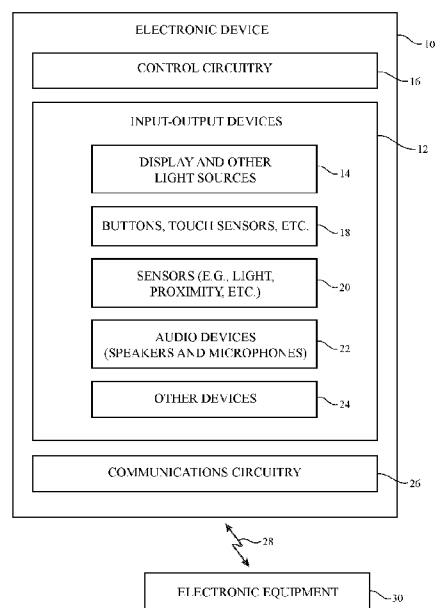 ELECTRONIC DEVICE
10
CONTROL CIRCUITRY
16
INPUT-OUTPUT DEVICES
12
DISPLAY AND OTHER
LIGHT SOURCES
14
BUTTONS, TOUCH SENSORS, ETC.
18
SENSORS (E.G., LIGHT,
PROXIMITY, ETC.)
20
AUDIO DEVICES
(SPEAKERS AND MICROPHONES)
22
OTHER DEVICES
24
COMMUNICATIONS CIRCUITRY
26
28
ELECTRONIC EQUIPMENT
30